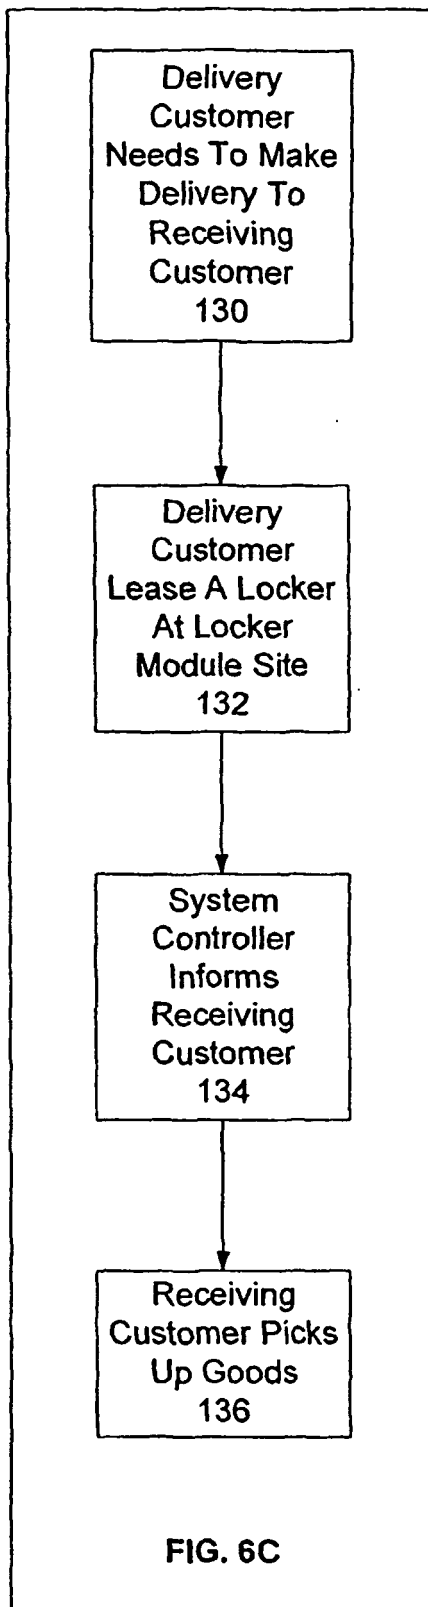 Delivery
Customer
Needs To Make
Delivery To
Receiving
Customer
130
Delivery
Customer
Lease A Locker
At Locker
Module Site
132
System
Controller
Informs
Receiving
Customer
134
Receiving
Customer Picks
Up Goods
136
FIG. 6C